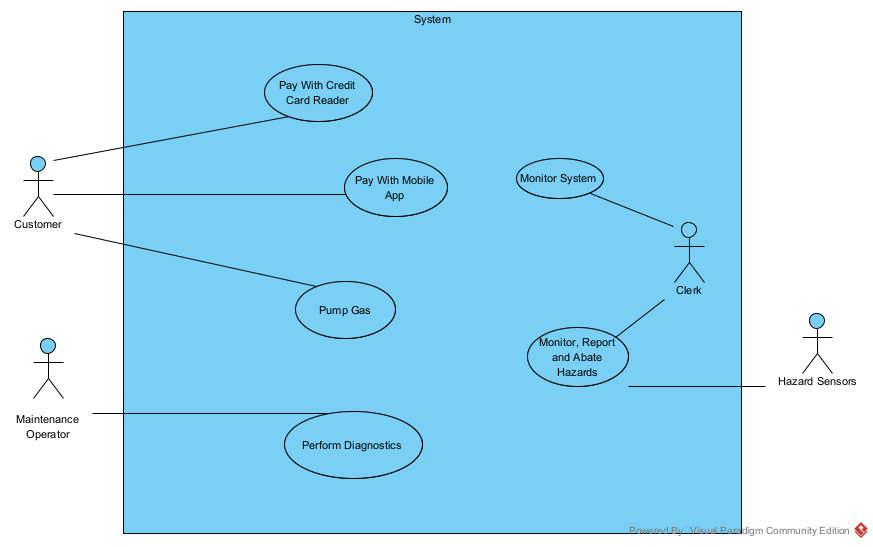 System
Pay With Credit
Card Reader
Pay With Mobile
App
Monitor System
Customer
Clerk
Pump Gas
Monitor, Report
and Abate
Hazards
Hazard Sensors
Maintenance
Operator
Perform Diagnostics
Powered By: Visual Paradigm Community Edition